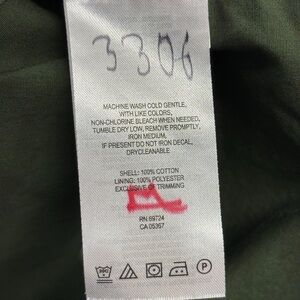 3306
MACHINE WASH COLD GENTLE,
WITH LIKE COLORS,
NON-CHLORINE BLEACH WHEN NEEDED,
TUMBLE DRY LOW, REMOVE PROMPTLY,
IRON MEDIUM,
IF PRESENT DO NOT IRON DECAL,
DRYCLEANABLE
SHELL: 100% COTTON
LINING: 100% POLYESTER
EXCLUSIVE OF TRIMMING
RN 69724
CA 05367
P